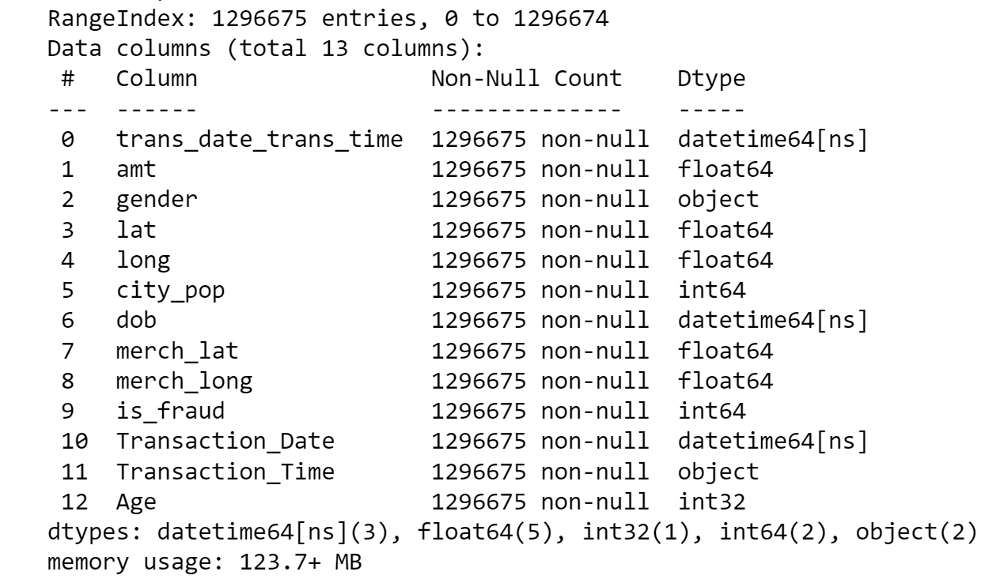 RangeIndex: 1296675 entries, 0 to 1296674
Data columns (total 13 columns):
 #   Column                 Non-Null Count    Dtype
---  ------                 --------------    -----
 0   trans_date_trans_time  1296675 non-null  datetime64[ns]
 1   amt                    1296675 non-null  float64
 2   gender                 1296675 non-null  object
 3   lat                    1296675 non-null  float64
 4   long                   1296675 non-null  float64
 5   city_pop               1296675 non-null  int64
 6   dob                    1296675 non-null  datetime64[ns]
 7   merch_lat              1296675 non-null  float64
 8   merch_long             1296675 non-null  float64
 9   is_fraud               1296675 non-null  int64
 10  Transaction_Date       1296675 non-null  datetime64[ns]
 11  Transaction_Time       1296675 non-null  object
 12  Age                    1296675 non-null  int32
dtypes: datetime64[ns](3), float64(5), int32(1), int64(2), object(2)
memory usage: 123.7+ MB